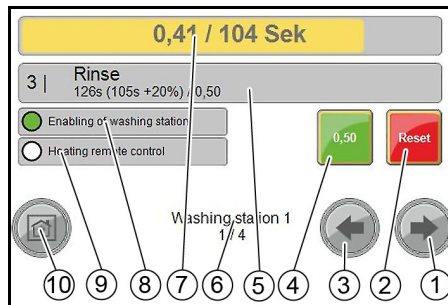 0,41 / 104 Sek
3 | Rinse
126s (105s +20%) / 0,50
Enabling of washing station
Heating remote control
0,50
Reset
Washing station 1
1 / 4
10 9 8 7 6 5 4 3 2 1